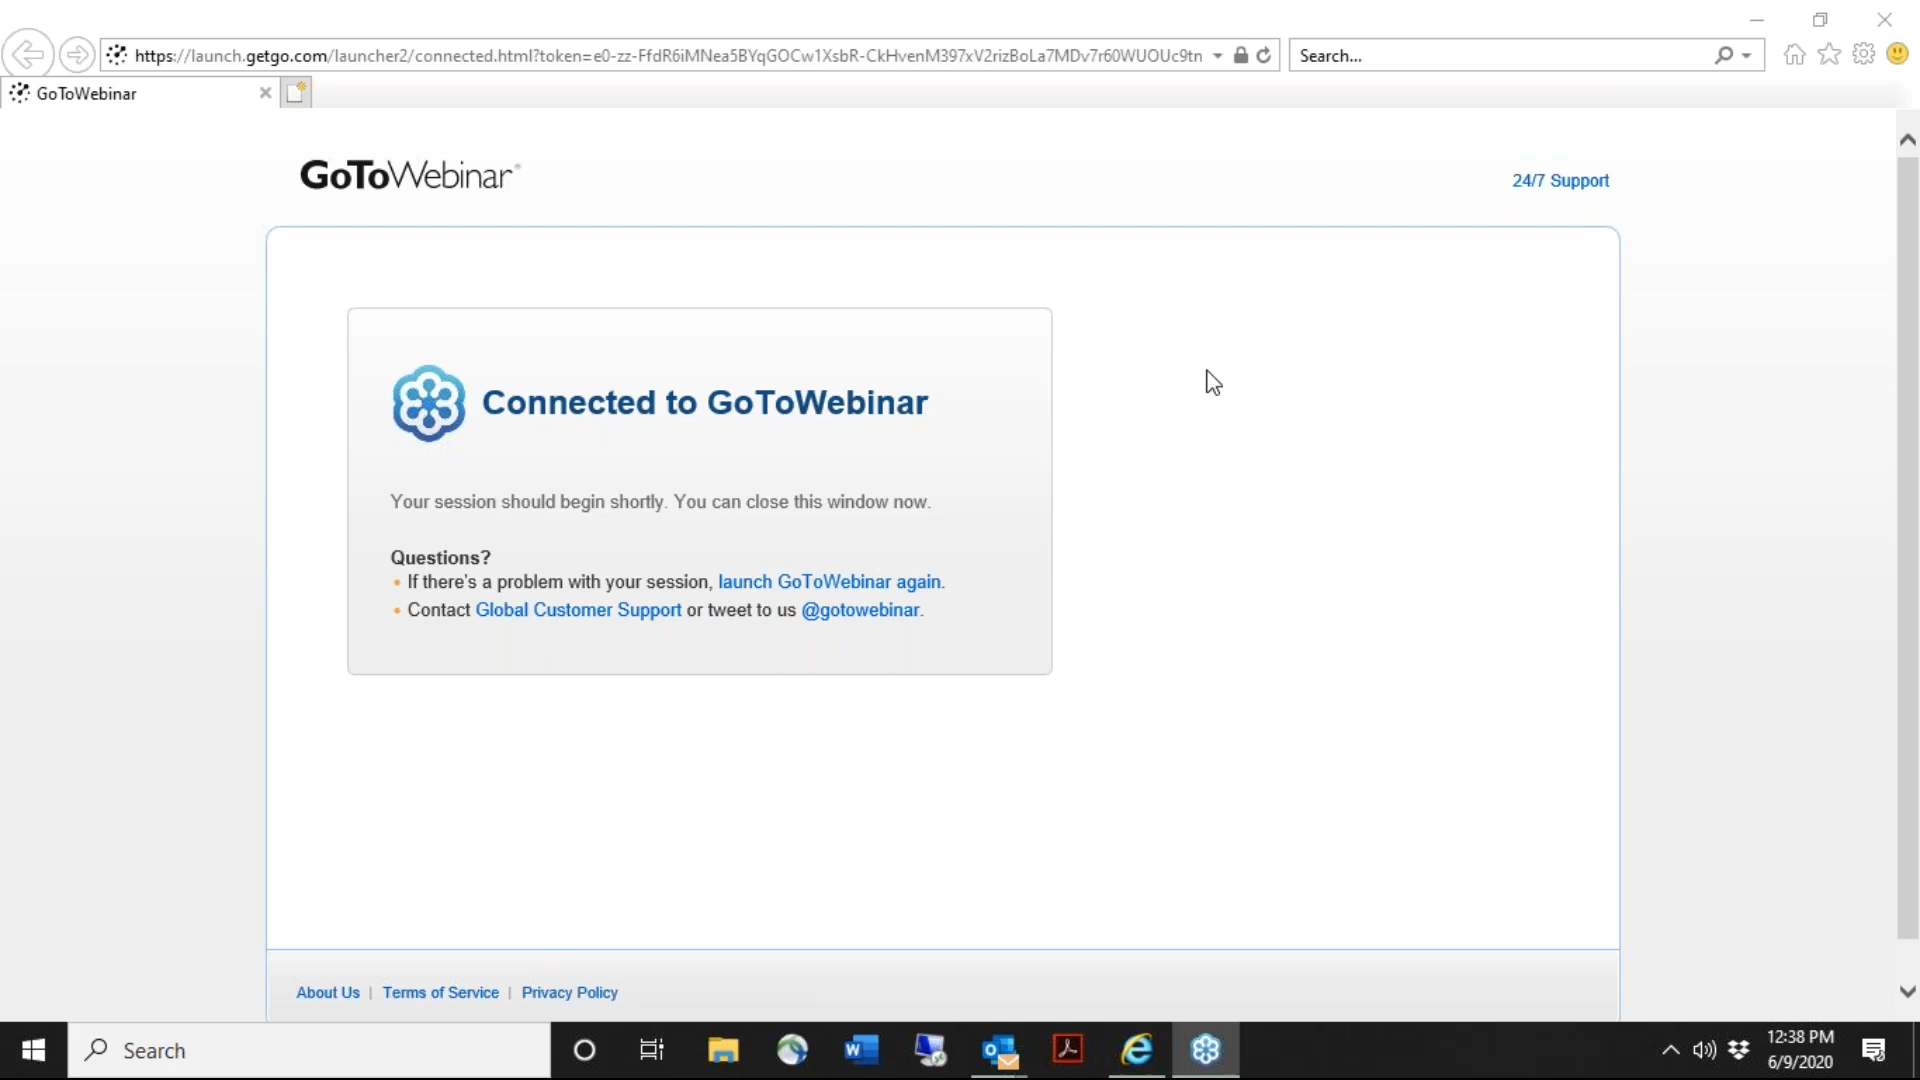 https://launch.getgo.com/launcher2/connected.html?token=e0-zz-FfdR6iMNea5BYqGOCw1XsbR-CkHvenM397xV2rizBoLa7MDv7r60WUOUc9tn
Search...
GoToWebinar
GoToWebinar
24/7 Support
Connected to GoToWebinar
Your session should begin shortly. You can close this window now.
Questions?
• If there's a problem with your session, launch GoToWebinar again.
• Contact Global Customer Support or tweet to us @gotowebinar.
About Us | Terms of Service | Privacy Policy
Search
12:38 PM
6/9/2020